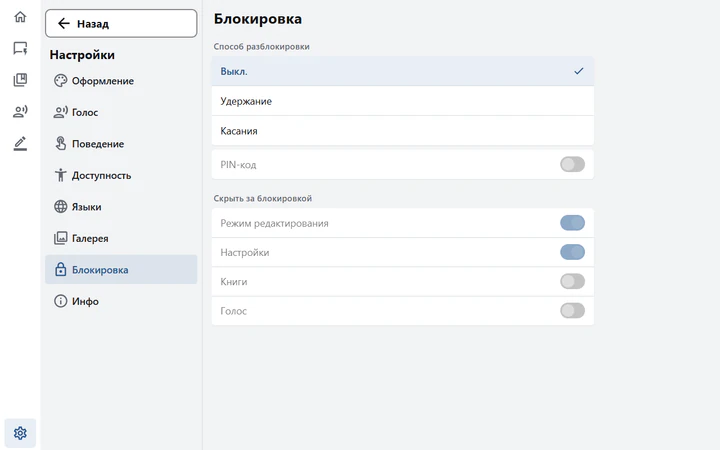 Назад
Настройки
Оформление
Голос
Поведение
Доступность
Языки
Галерея
Блокировка
Инфо
Блокировка
Способ разблокировки
Выкл.
Удержание
Касания
PIN-код
Скрыть за блокировкой
Режим редактирования
Настройки
Книги
Голос